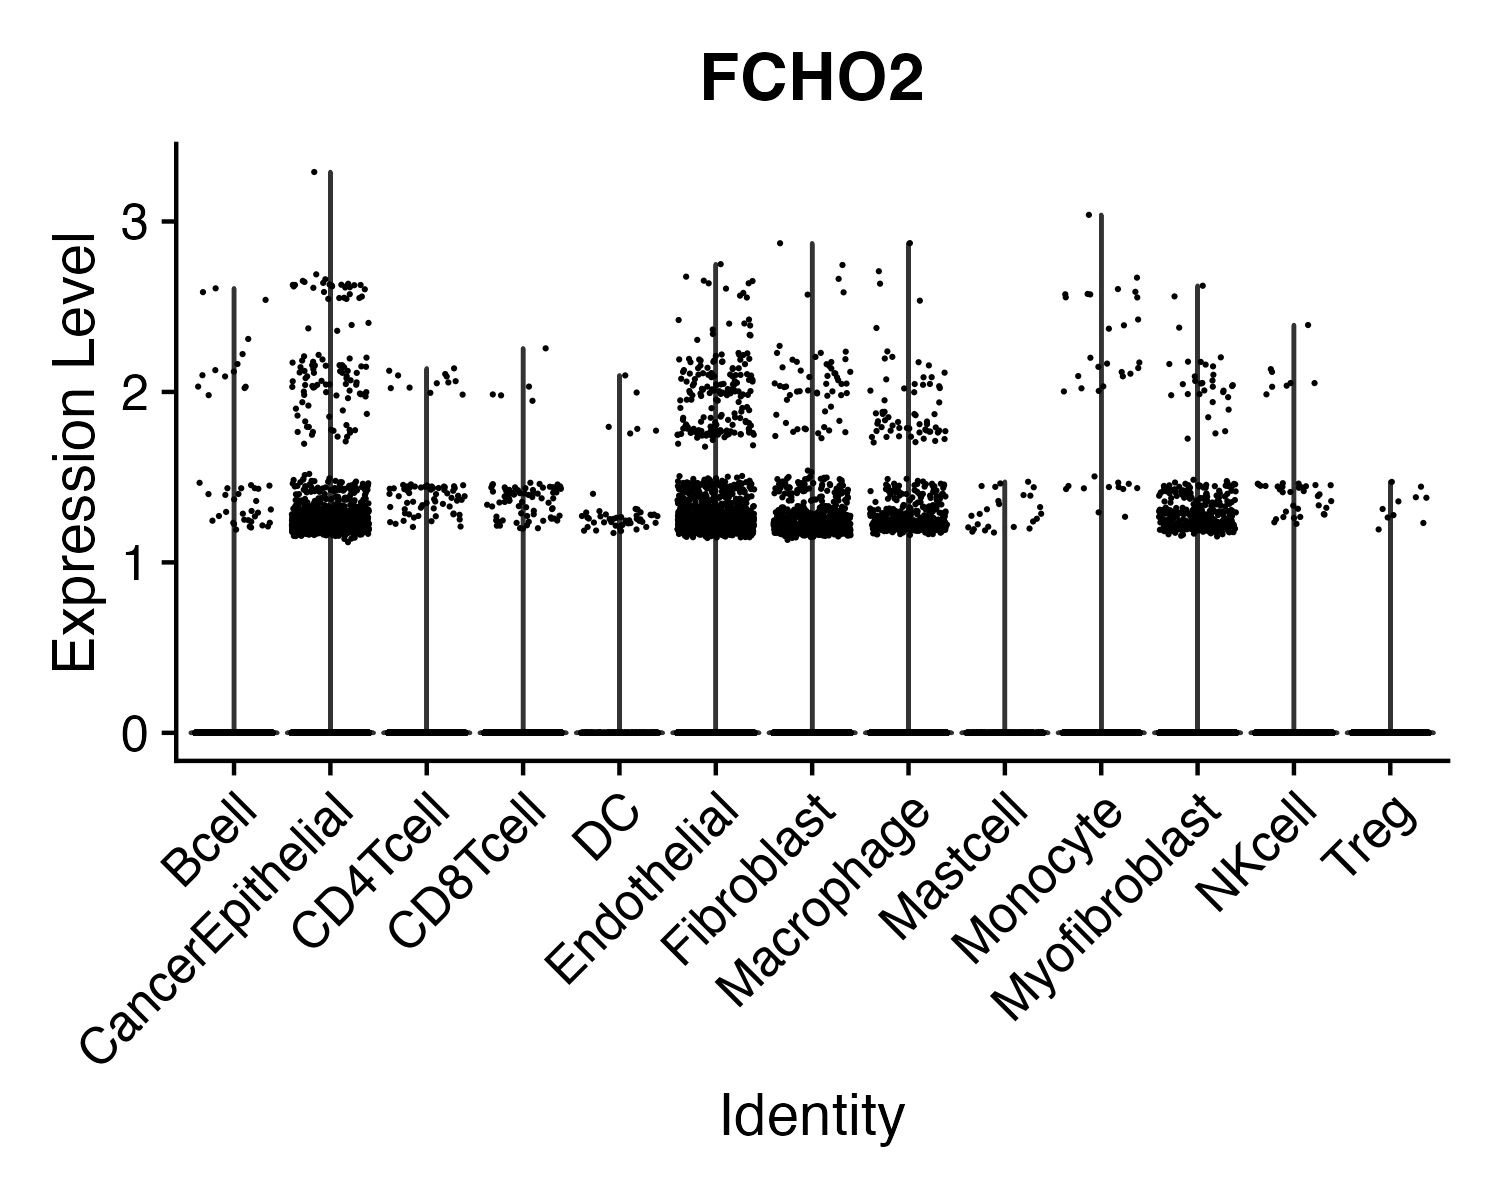 FCHO2
Expression Level
3
2
1
0
Bcell
CancerEpithelial
CD4Tcell
CD8Tcell
DC
Endothelial
Fibroblast
Macrophage
Mastcell
Monocyte
Myofibroblast
NKcell
Treg
Identity